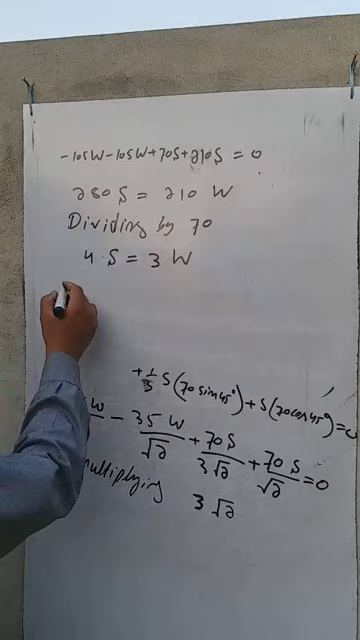 -105W-105W+70S+210S = 0
280 S = 210 W
Dividing by 70
4 S = 3 W
+ 1/3 S(70 sin 45°) + S(70 cos 45°) = 0
W - 35 W/√2 + 70 S/3√2 + 70 S/√2 = 0
multiplying 3 √2